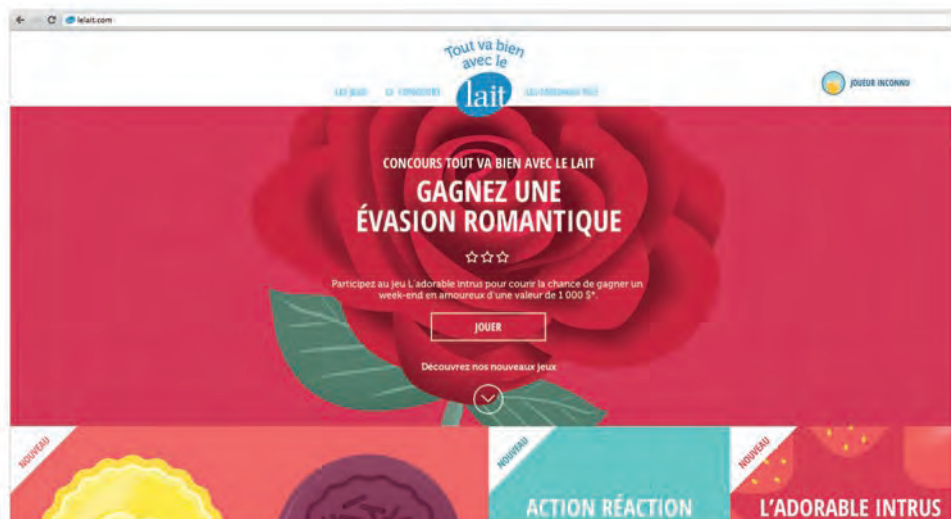 lelait.com
Tout va bien
avec le
lait
LES JEUX LE CONCOURS
JOUEUR INCONNU
CONCOURS TOUT VA BIEN AVEC LE LAIT
GAGNEZ UNE
ÉVASION ROMANTIQUE
Participez au jeu L'adorable intrus pour courir la chance de gagner un
week-end en amoureux d'une valeur de 1 000 $*.
JOUER
Découvrez nos nouveaux jeux
NOUVEAU
NOUVEAU
NOUVEAU
ACTION RÉACTION
L'ADORABLE INTRUS